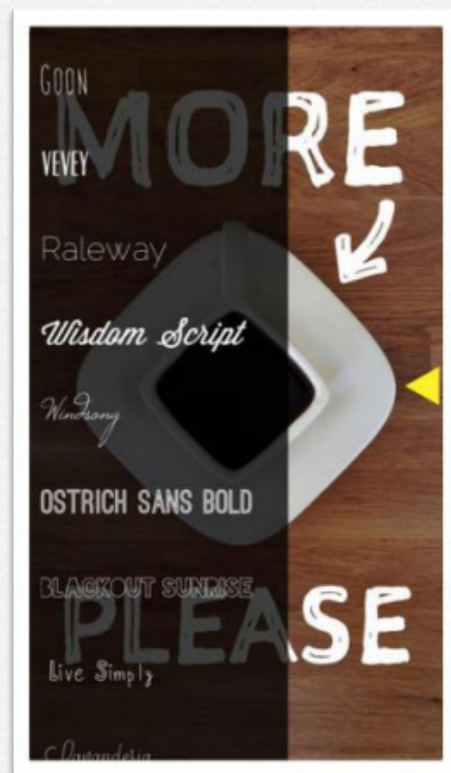 GOON
MORE
VEVEY
Raleway
Wisdom Script
Windsong
OSTRICH SANS BOLD
BLACKOUT SUNRISE
PLEASE
Live Simply